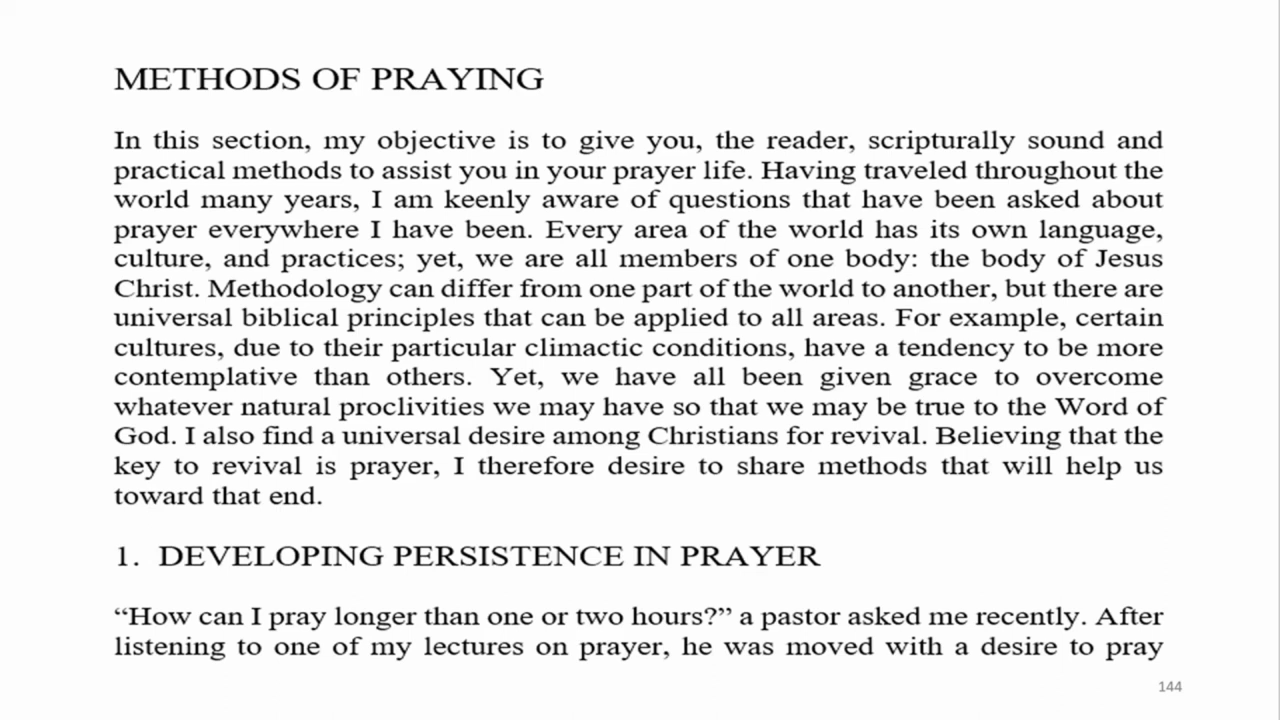 METHODS OF PRAYING
In this section, my objective is to give you, the reader, scripturally sound and
practical methods to assist you in your prayer life. Having traveled throughout the
world many years, I am keenly aware of questions that have been asked about
prayer everywhere I have been. Every area of the world has its own language,
culture, and practices; yet, we are all members of one body: the body of Jesus
Christ. Methodology can differ from one part of the world to another, but there are
universal biblical principles that can be applied to all areas. For example, certain
cultures, due to their particular climactic conditions, have a tendency to be more
contemplative than others. Yet, we have all been given grace to overcome
whatever natural proclivities we may have so that we may be true to the Word of
God. I also find a universal desire among Christians for revival. Believing that the
key to revival is prayer, I therefore desire to share methods that will help us
toward that end.
1. DEVELOPING PERSISTENCE IN PRAYER
“How can I pray longer than one or two hours?” a pastor asked me recently. After
listening to one of my lectures on prayer, he was moved with a desire to pray
144